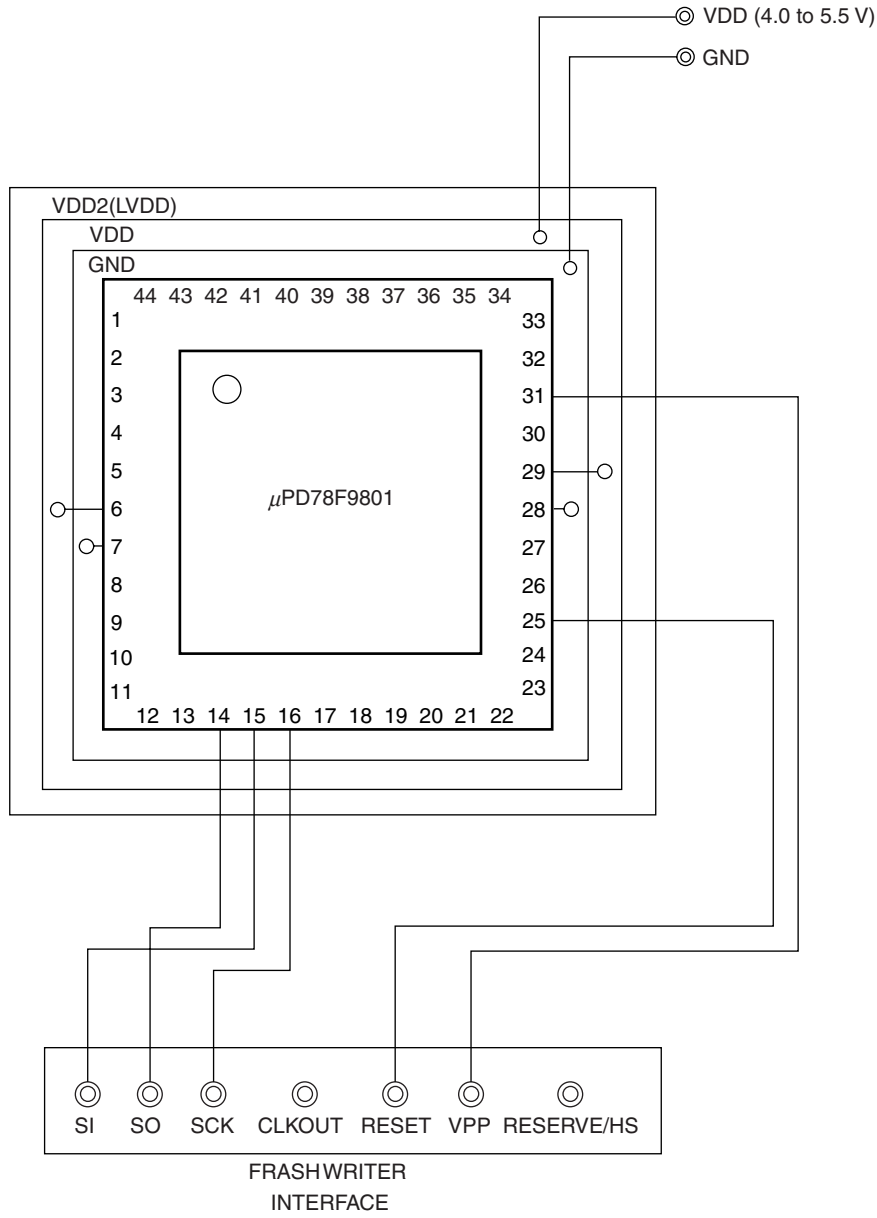 VDD (4.0 to 5.5 V)
GND
VDD2(LVDD)
VDD
GND
44 43 42 41 40 39 38 37 36 35 34
1 33
2 32
3 31
4 30
5 29
μPD78F9801
6 28
7 27
8 26
9 25
10 24
11 23
12 13 14 15 16 17 18 19 20 21 22
SI SO SCK CLKOUT RESET VPP RESERVE/HS
FRASHWRITER
INTERFACE